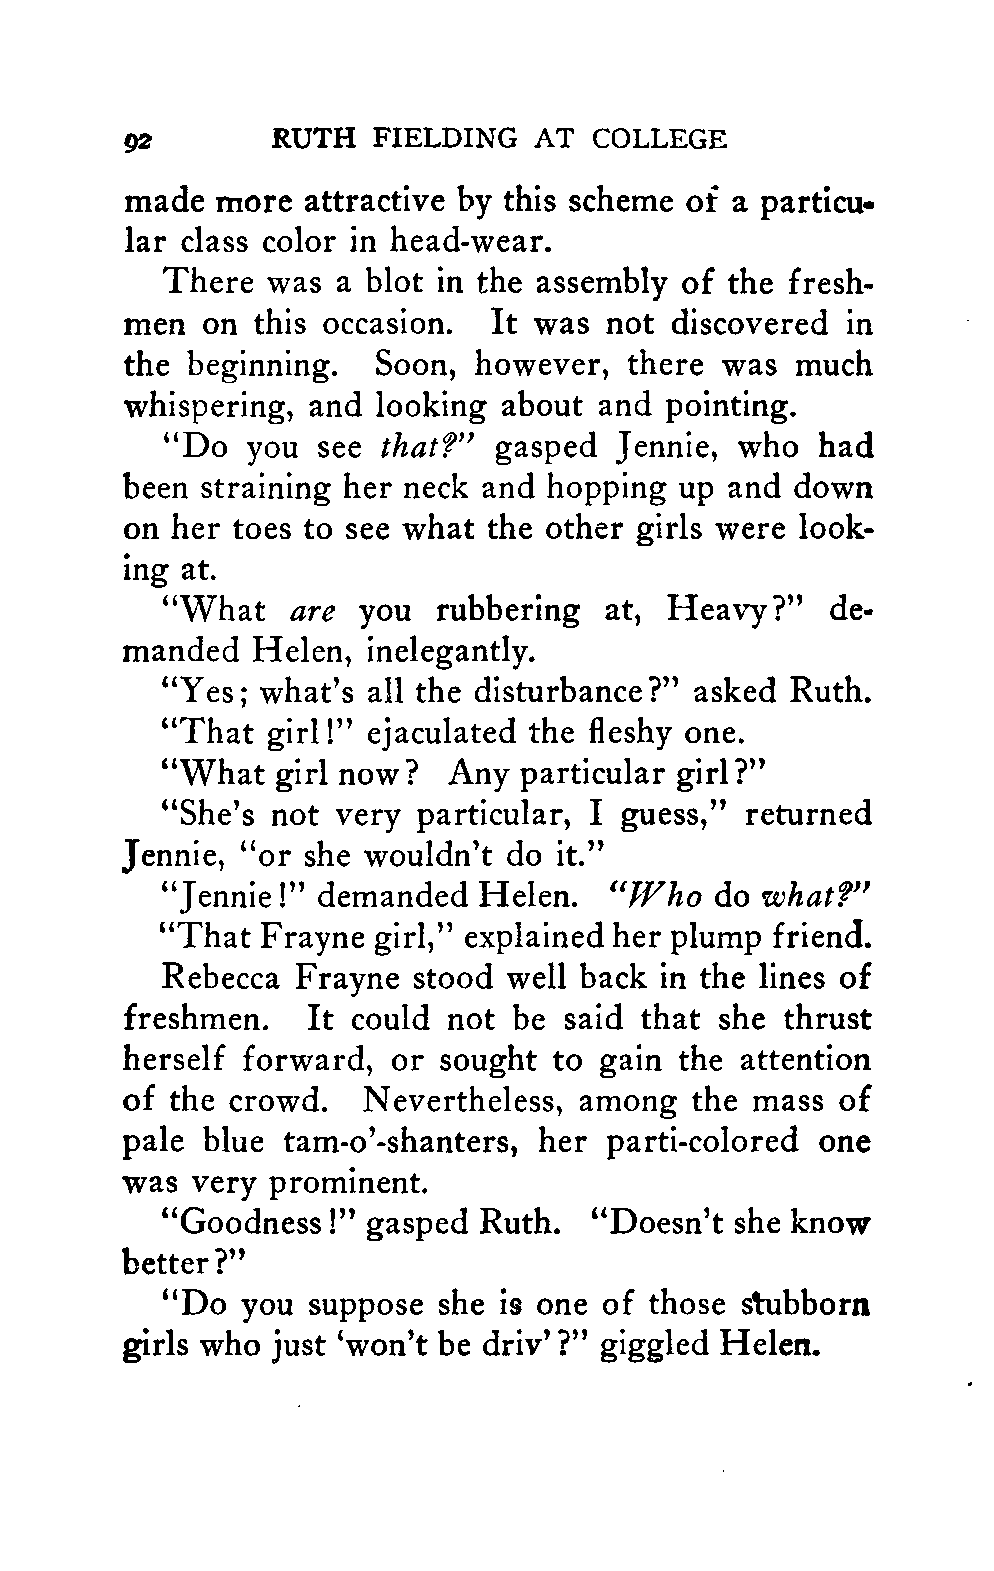 92 RUTH FIELDING AT COLLEGE
made more attractive by this scheme of a particu-
lar class color in head-wear.
There was a blot in the assembly of the fresh-
men on this occasion. It was not discovered in
the beginning. Soon, however, there was much
whispering, and looking about and pointing.
“Do you see that?” gasped Jennie, who had
been straining her neck and hopping up and down
on her toes to see what the other girls were look-
ing at.
“What are you rubbering at, Heavy?” de-
manded Helen, inelegantly.
“Yes; what’s all the disturbance?” asked Ruth.
“That girl!” ejaculated the fleshy one.
“What girl now? Any particular girl?”
“She’s not very particular, I guess,” returned
Jennie, “or she wouldn’t do it.”
“Jennie!” demanded Helen. “Who do what?”
“That Frayne girl,” explained her plump friend.
Rebecca Frayne stood well back in the lines of
freshmen. It could not be said that she thrust
herself forward, or sought to gain the attention
of the crowd. Nevertheless, among the mass of
pale blue tam-o’-shanters, her parti-colored one
was very prominent.
“Goodness!” gasped Ruth. “Doesn’t she know
better?”
“Do you suppose she is one of those stubborn
girls who just ‘won’t be driv’?” giggled Helen.